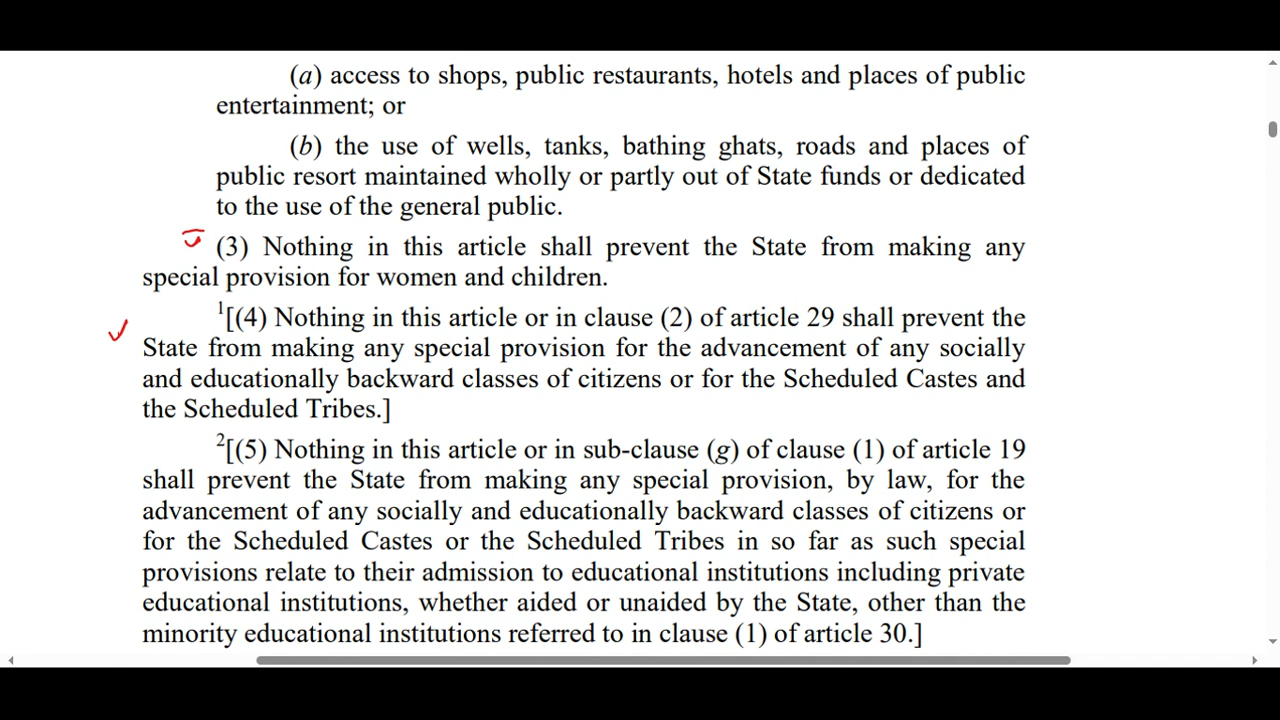 (a) access to shops, public restaurants, hotels and places of public
entertainment; or
(b) the use of wells, tanks, bathing ghats, roads and places of
public resort maintained wholly or partly out of State funds or dedicated
to the use of the general public.
(3) Nothing in this article shall prevent the State from making any
special provision for women and children.
1[(4) Nothing in this article or in clause (2) of article 29 shall prevent the
State from making any special provision for the advancement of any socially
and educationally backward classes of citizens or for the Scheduled Castes and
the Scheduled Tribes.]
2[(5) Nothing in this article or in sub-clause (g) of clause (1) of article 19
shall prevent the State from making any special provision, by law, for the
advancement of any socially and educationally backward classes of citizens or
for the Scheduled Castes or the Scheduled Tribes in so far as such special
provisions relate to their admission to educational institutions including private
educational institutions, whether aided or unaided by the State, other than the
minority educational institutions referred to in clause (1) of article 30.]